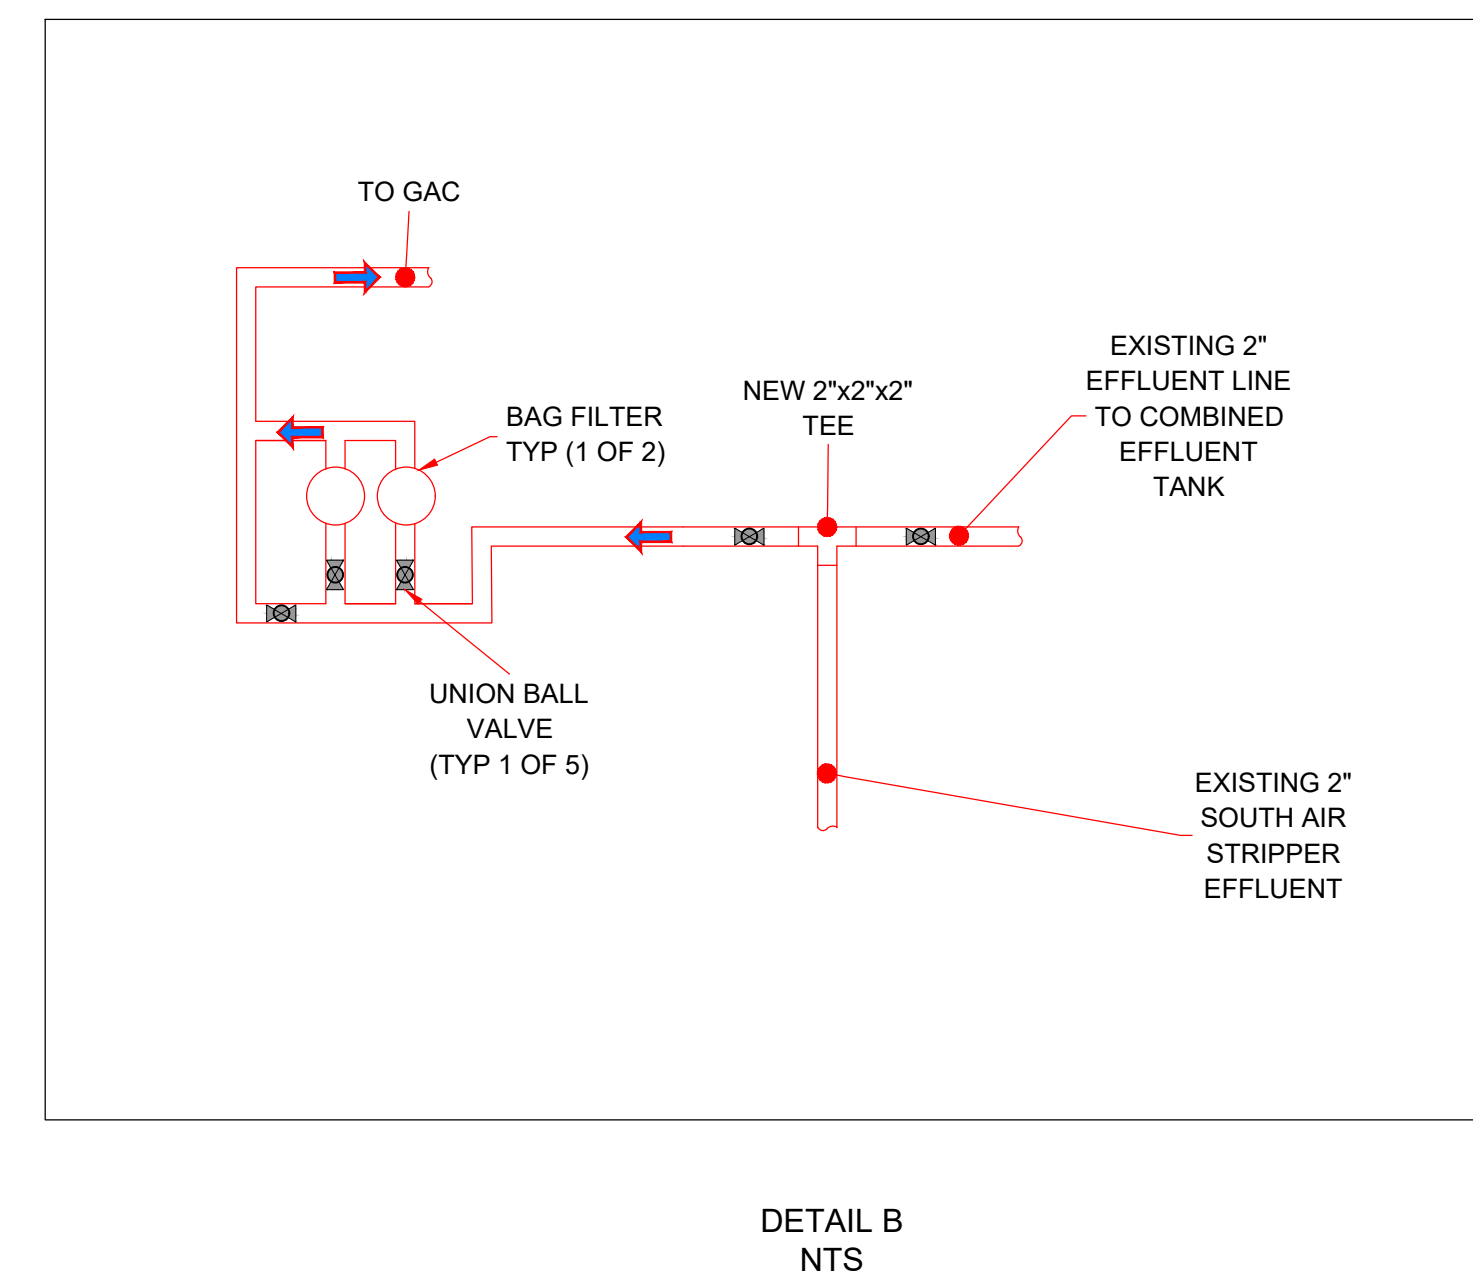 TO GAC
EXISTING 2"
EFFLUENT LINE
TO COMBINED
EFFLUENT
TANK
NEW 2"x2"x2"
TEE
BAG FILTER
TYP (1 OF 2)
UNION BALL
VALVE
(TYP 1 OF 5)
EXISTING 2"
SOUTH AIR
STRIPPER
EFFLUENT
DETAIL B
NTS